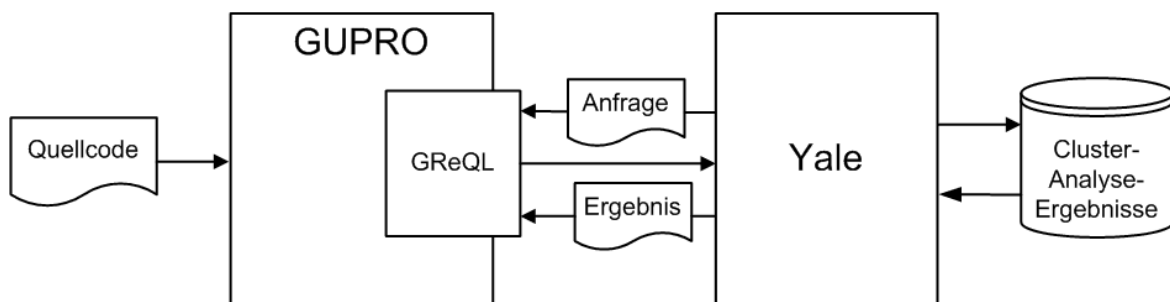 GUPRO
Quellcode
GReQL
Anfrage
Ergebnis
Yale
Cluster-
Analyse-
Ergebnisse